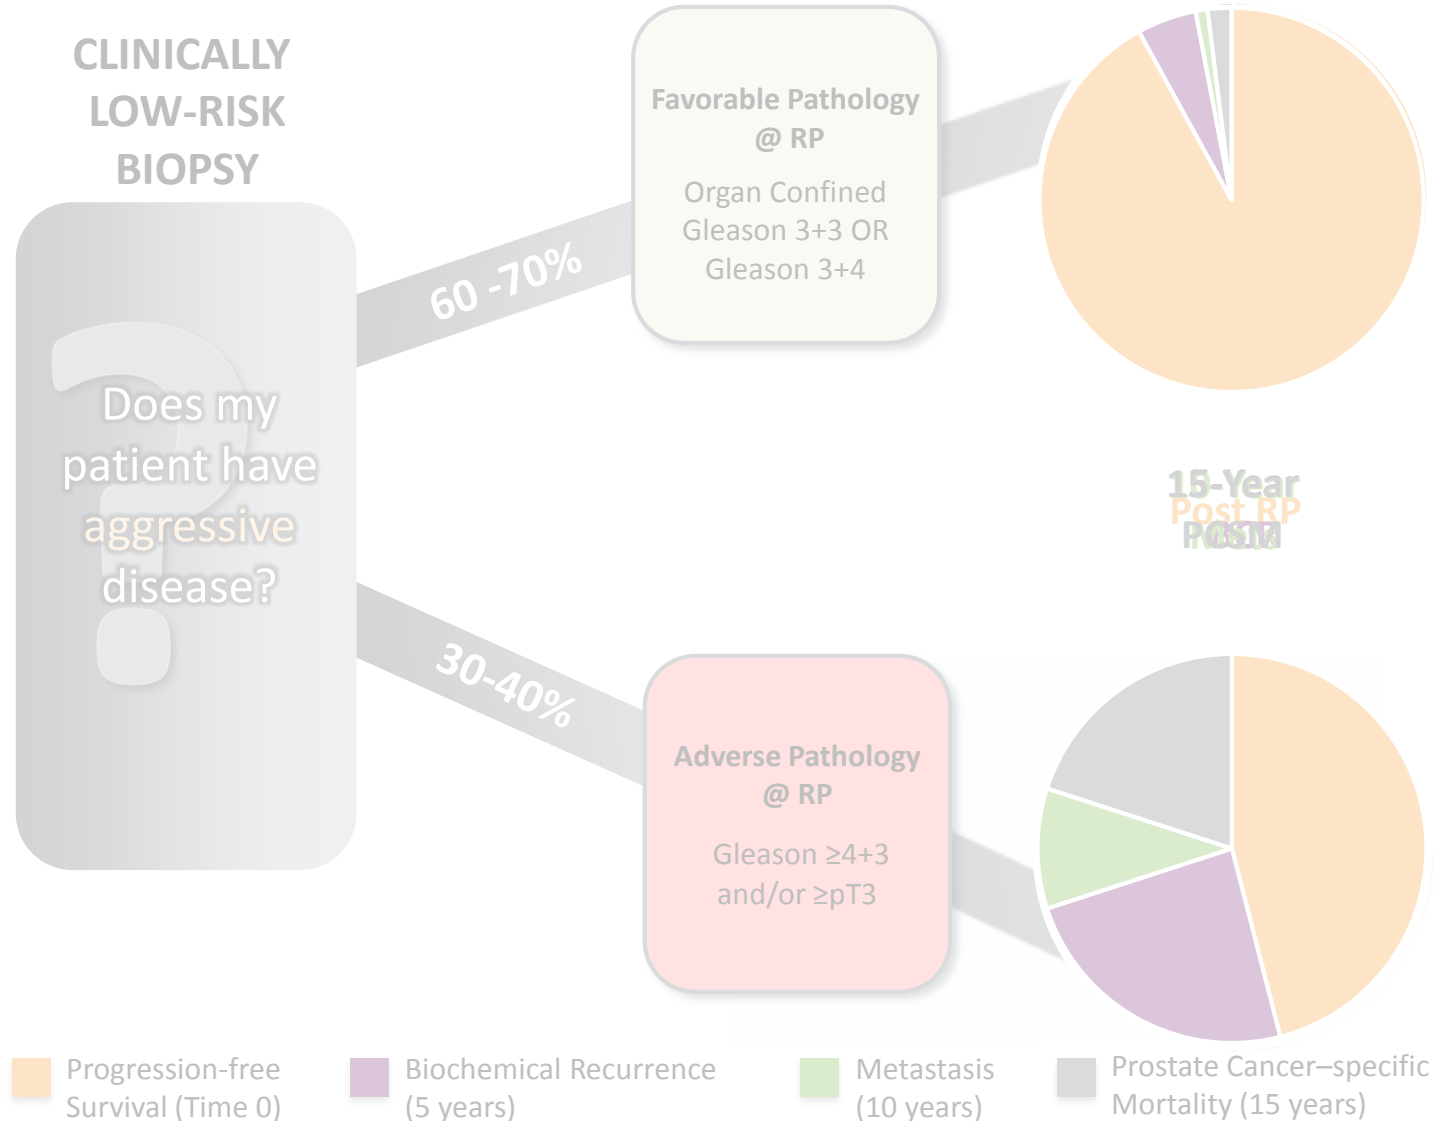 CLINICALLY
LOW-RISK
BIOPSY
Does my
patient have
aggressive
disease?
60 -70%
30-40%
Favorable Pathology
@ RP
Organ Confined
Gleason 3+3 OR
Gleason 3+4
Adverse Pathology
@ RP
Gleason ≥4+3
and/or ≥pT3
15-Year
Post RP
Progression-free
Survival (Time 0)
Biochemical Recurrence
(5 years)
Metastasis
(10 years)
Prostate Cancer–specific
Mortality (15 years)